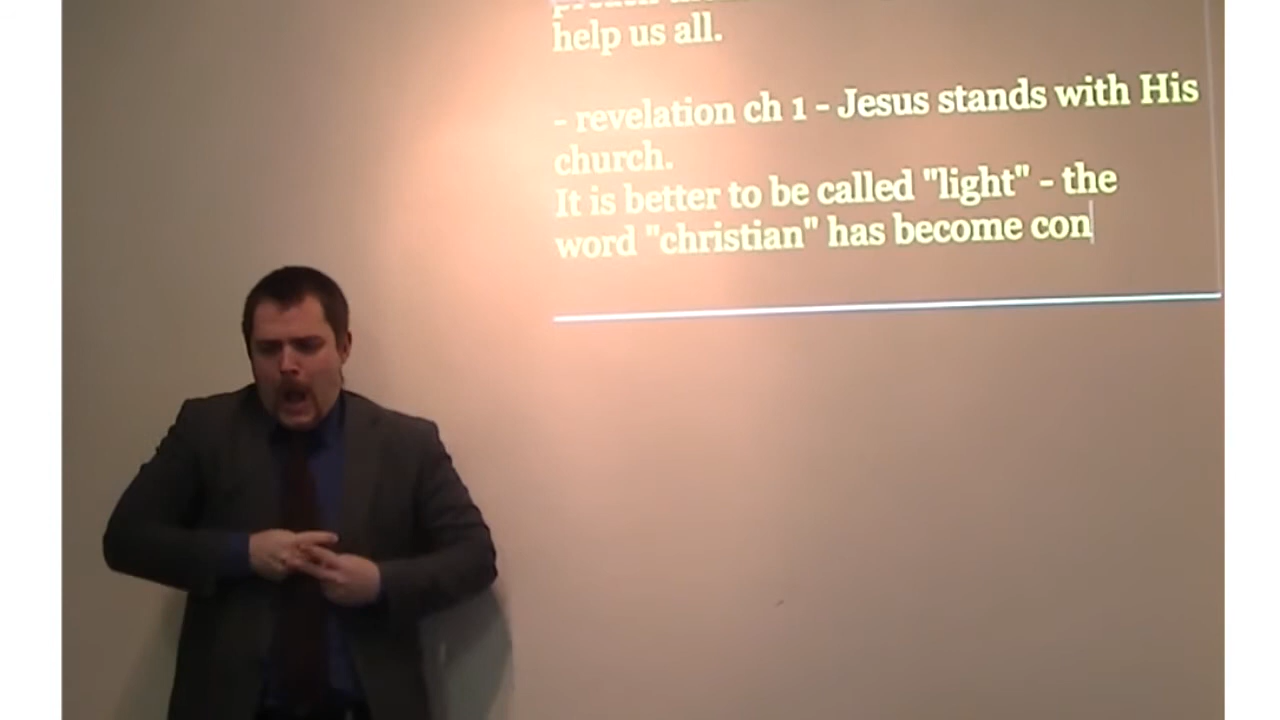 help us all.
- revelation ch 1 - Jesus stands with His
church.
It is better to be called "light" - the
word "christian" has become con